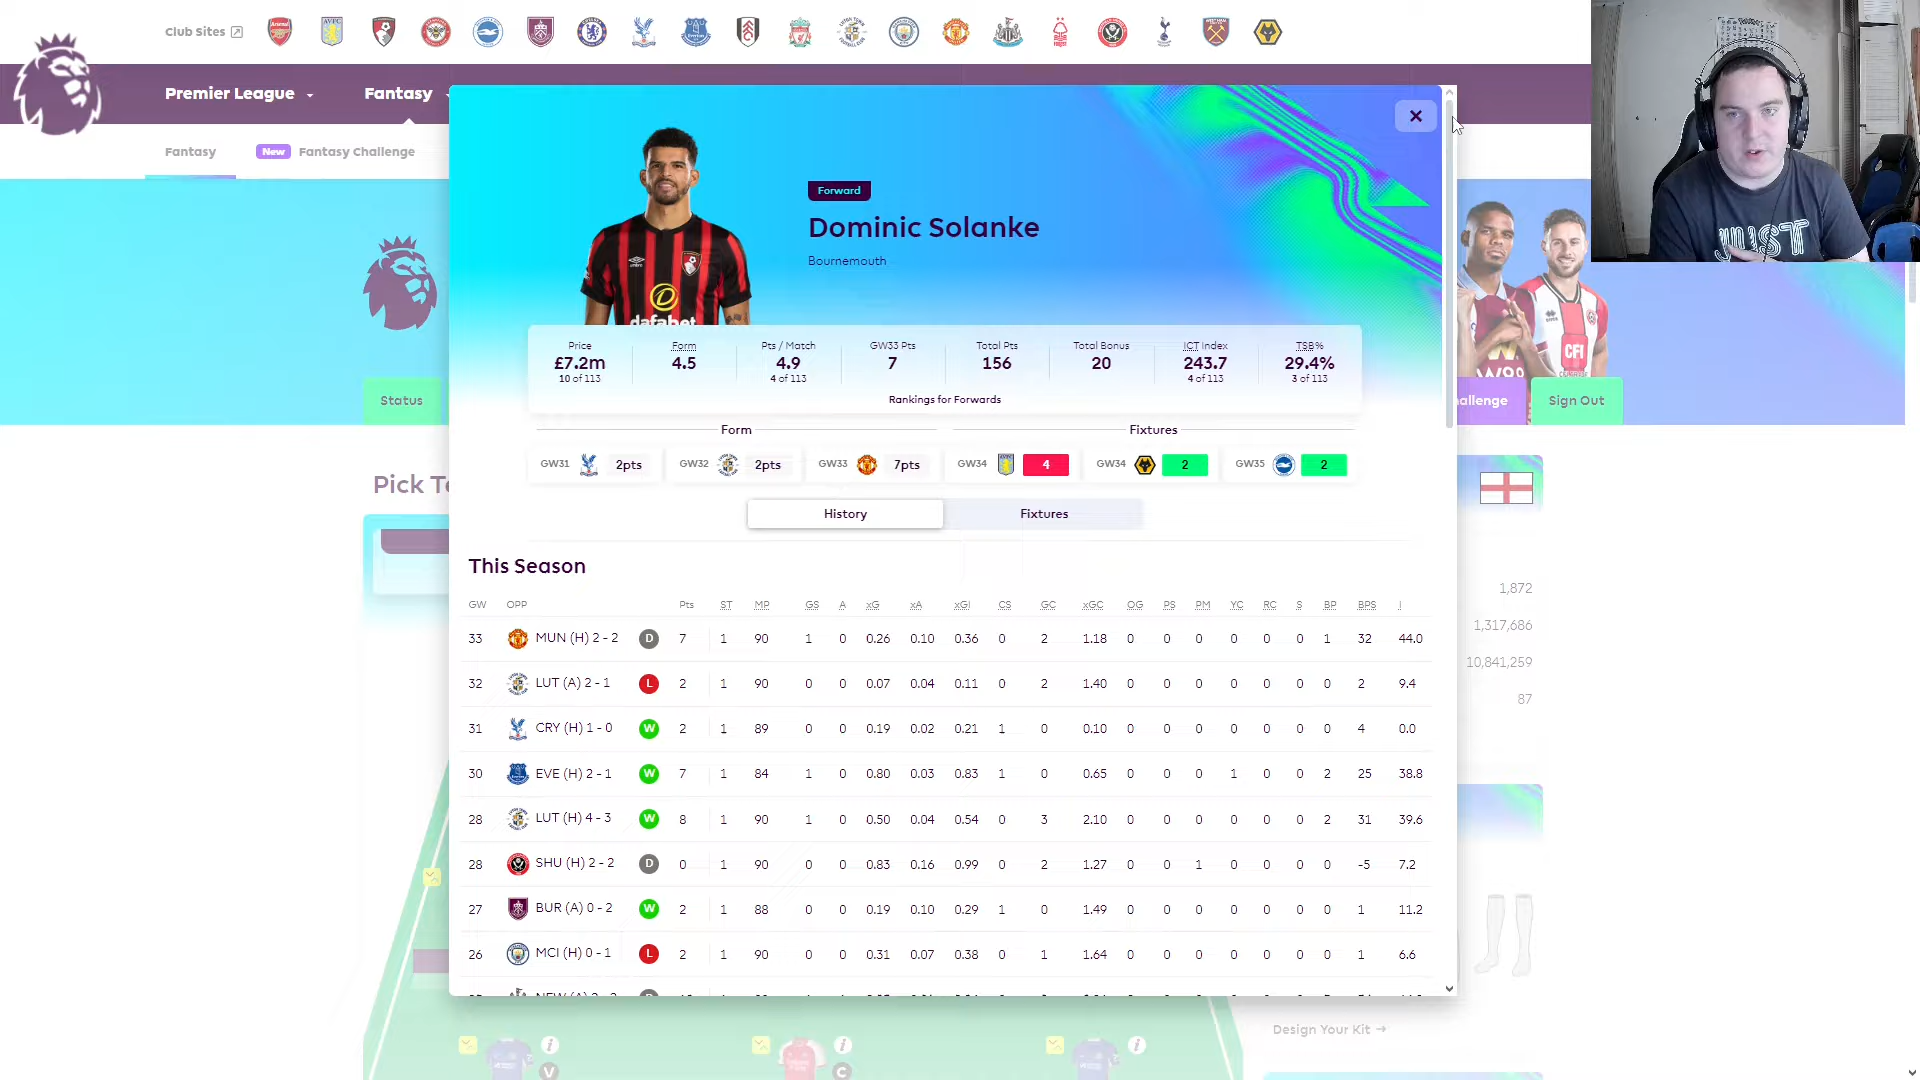 Club Sites
Premier League
Fantasy
Fantasy
New Fantasy Challenge
Forward
Dominic Solanke
Bournemouth
dafabet
Price Form Pts / Match GW33 Pts Total Pts Total Bonus ICT Index TSB%
£7.2m 4.5 4.9 7 156 20 243.7 29.4%
10 of 113 4 of 113 4 of 113 3 of 113
Rankings for Forwards
Form Fixtures
GW31 2pts GW32 2pts GW33 7pts GW34 4 GW34 2 GW35 2
History Fixtures
This Season
GW OPP Pts ST MP GS A xG xA xGI CS GC xGC OG PS PM YC RC S BP BPS I
33 MUN (H) 2 - 2 D 7 1 90 1 0 0.26 0.10 0.36 0 2 1.18 0 0 0 0 0 0 1 32 44.0
32 LUT (A) 2 - 1 L 2 1 90 0 0 0.07 0.04 0.11 0 2 1.40 0 0 0 0 0 0 0 2 9.4
31 CRY (H) 1 - 0 W 2 1 89 0 0 0.19 0.02 0.21 1 0 0.10 0 0 0 0 0 0 0 4 0.0
30 EVE (H) 2 - 1 W 7 1 84 1 0 0.80 0.03 0.83 1 0 0.65 0 0 0 1 0 0 2 25 38.8
28 LUT (H) 4 - 3 W 8 1 90 1 0 0.50 0.04 0.54 0 3 2.10 0 0 0 0 0 0 2 31 39.6
28 SHU (H) 2 - 2 D 0 1 90 0 0 0.83 0.16 0.99 0 2 1.27 0 0 1 0 0 0 0 -5 7.2
27 BUR (A) 0 - 2 W 2 1 88 0 0 0.19 0.10 0.29 1 0 1.49 0 0 0 0 0 0 0 1 11.2
26 MCI (H) 0 - 1 L 2 1 90 0 0 0.31 0.07 0.38 0 1 1.64 0 0 0 0 0 0 0 1 6.6
Status
Pick Te
allenge
Sign Out
1,872
1,317,686
10,841,259
87
Design Your Kit
V
C
JUST
CFI